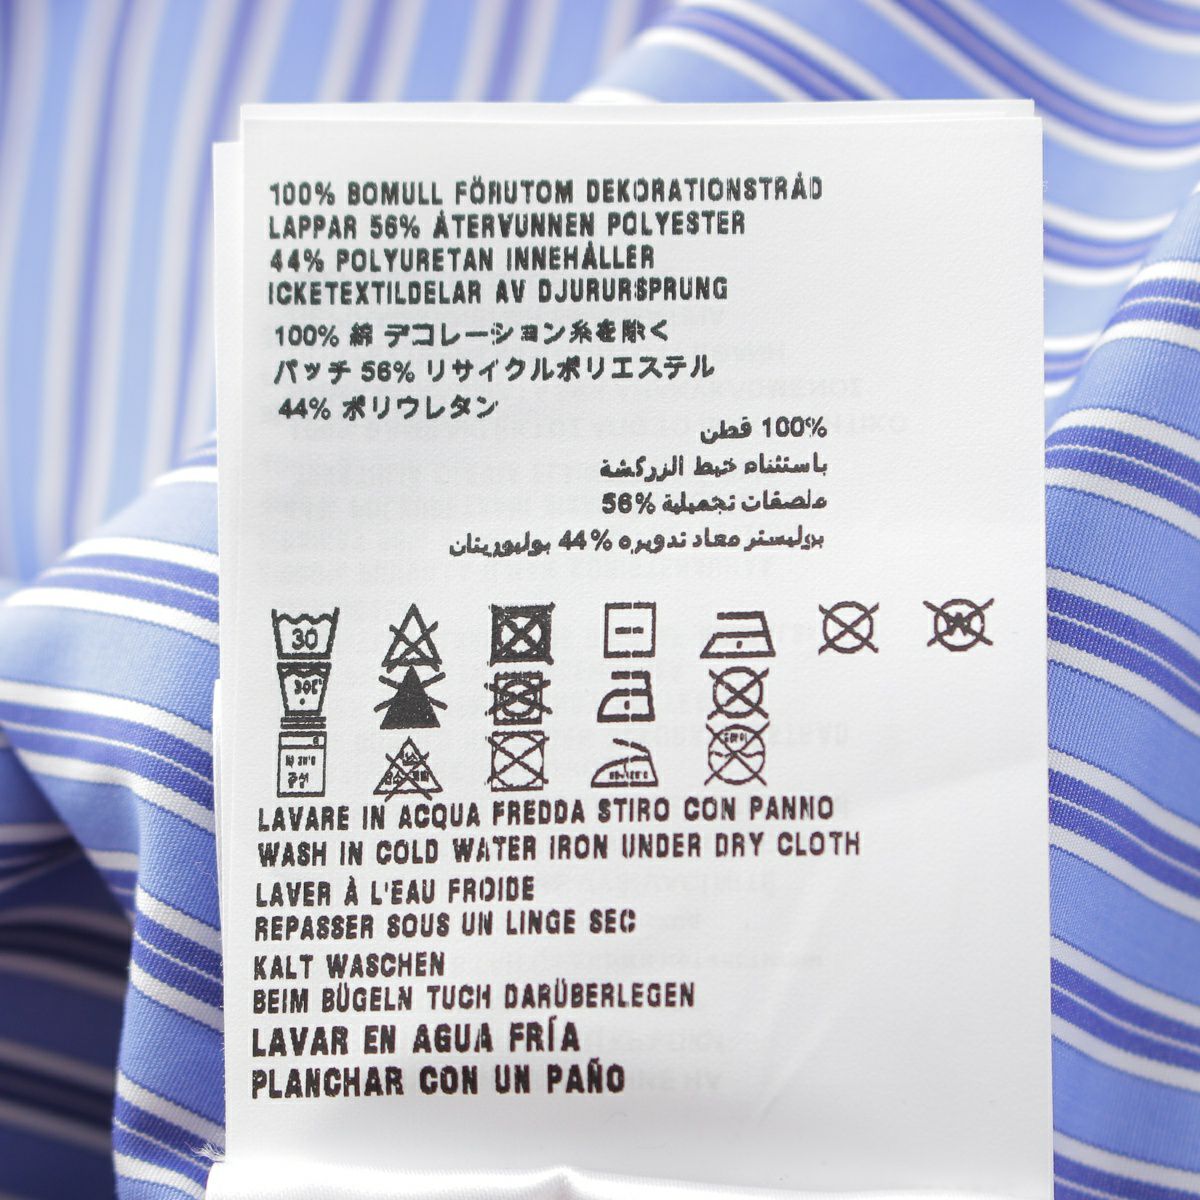 100% BOMULL FÖRUTOM DEKORATIONSTRÅD
LAPPAR 56% ÅTERVUNNEN POLYESTER
44% POLYURETAN INNEHÅLLER
ICKETEXTILDELAR AV DJURURSPRUNG
100% 綿 デコレーション糸を除く
パッチ 56% リサイクルポリエステル
44% ポリウレタン
100% قطن
باستثناء خيط الزركشة
ملصقات تجميلية 56%
بوليستر معاد تدويره 44% بوليوريتان
30
W
30C
중성
LAVARE IN ACQUA FREDDA STIRO CON PANNO
WASH IN COLD WATER IRON UNDER DRY CLOTH
LAVER À L'EAU FROIDE
REPASSER SOUS UN LINGE SEC
KALT WASCHEN
BEIM BÜGELN TUCH DARÜBERLEGEN
LAVAR EN AGUA FRÍA
PLANCHAR CON UN PAÑO